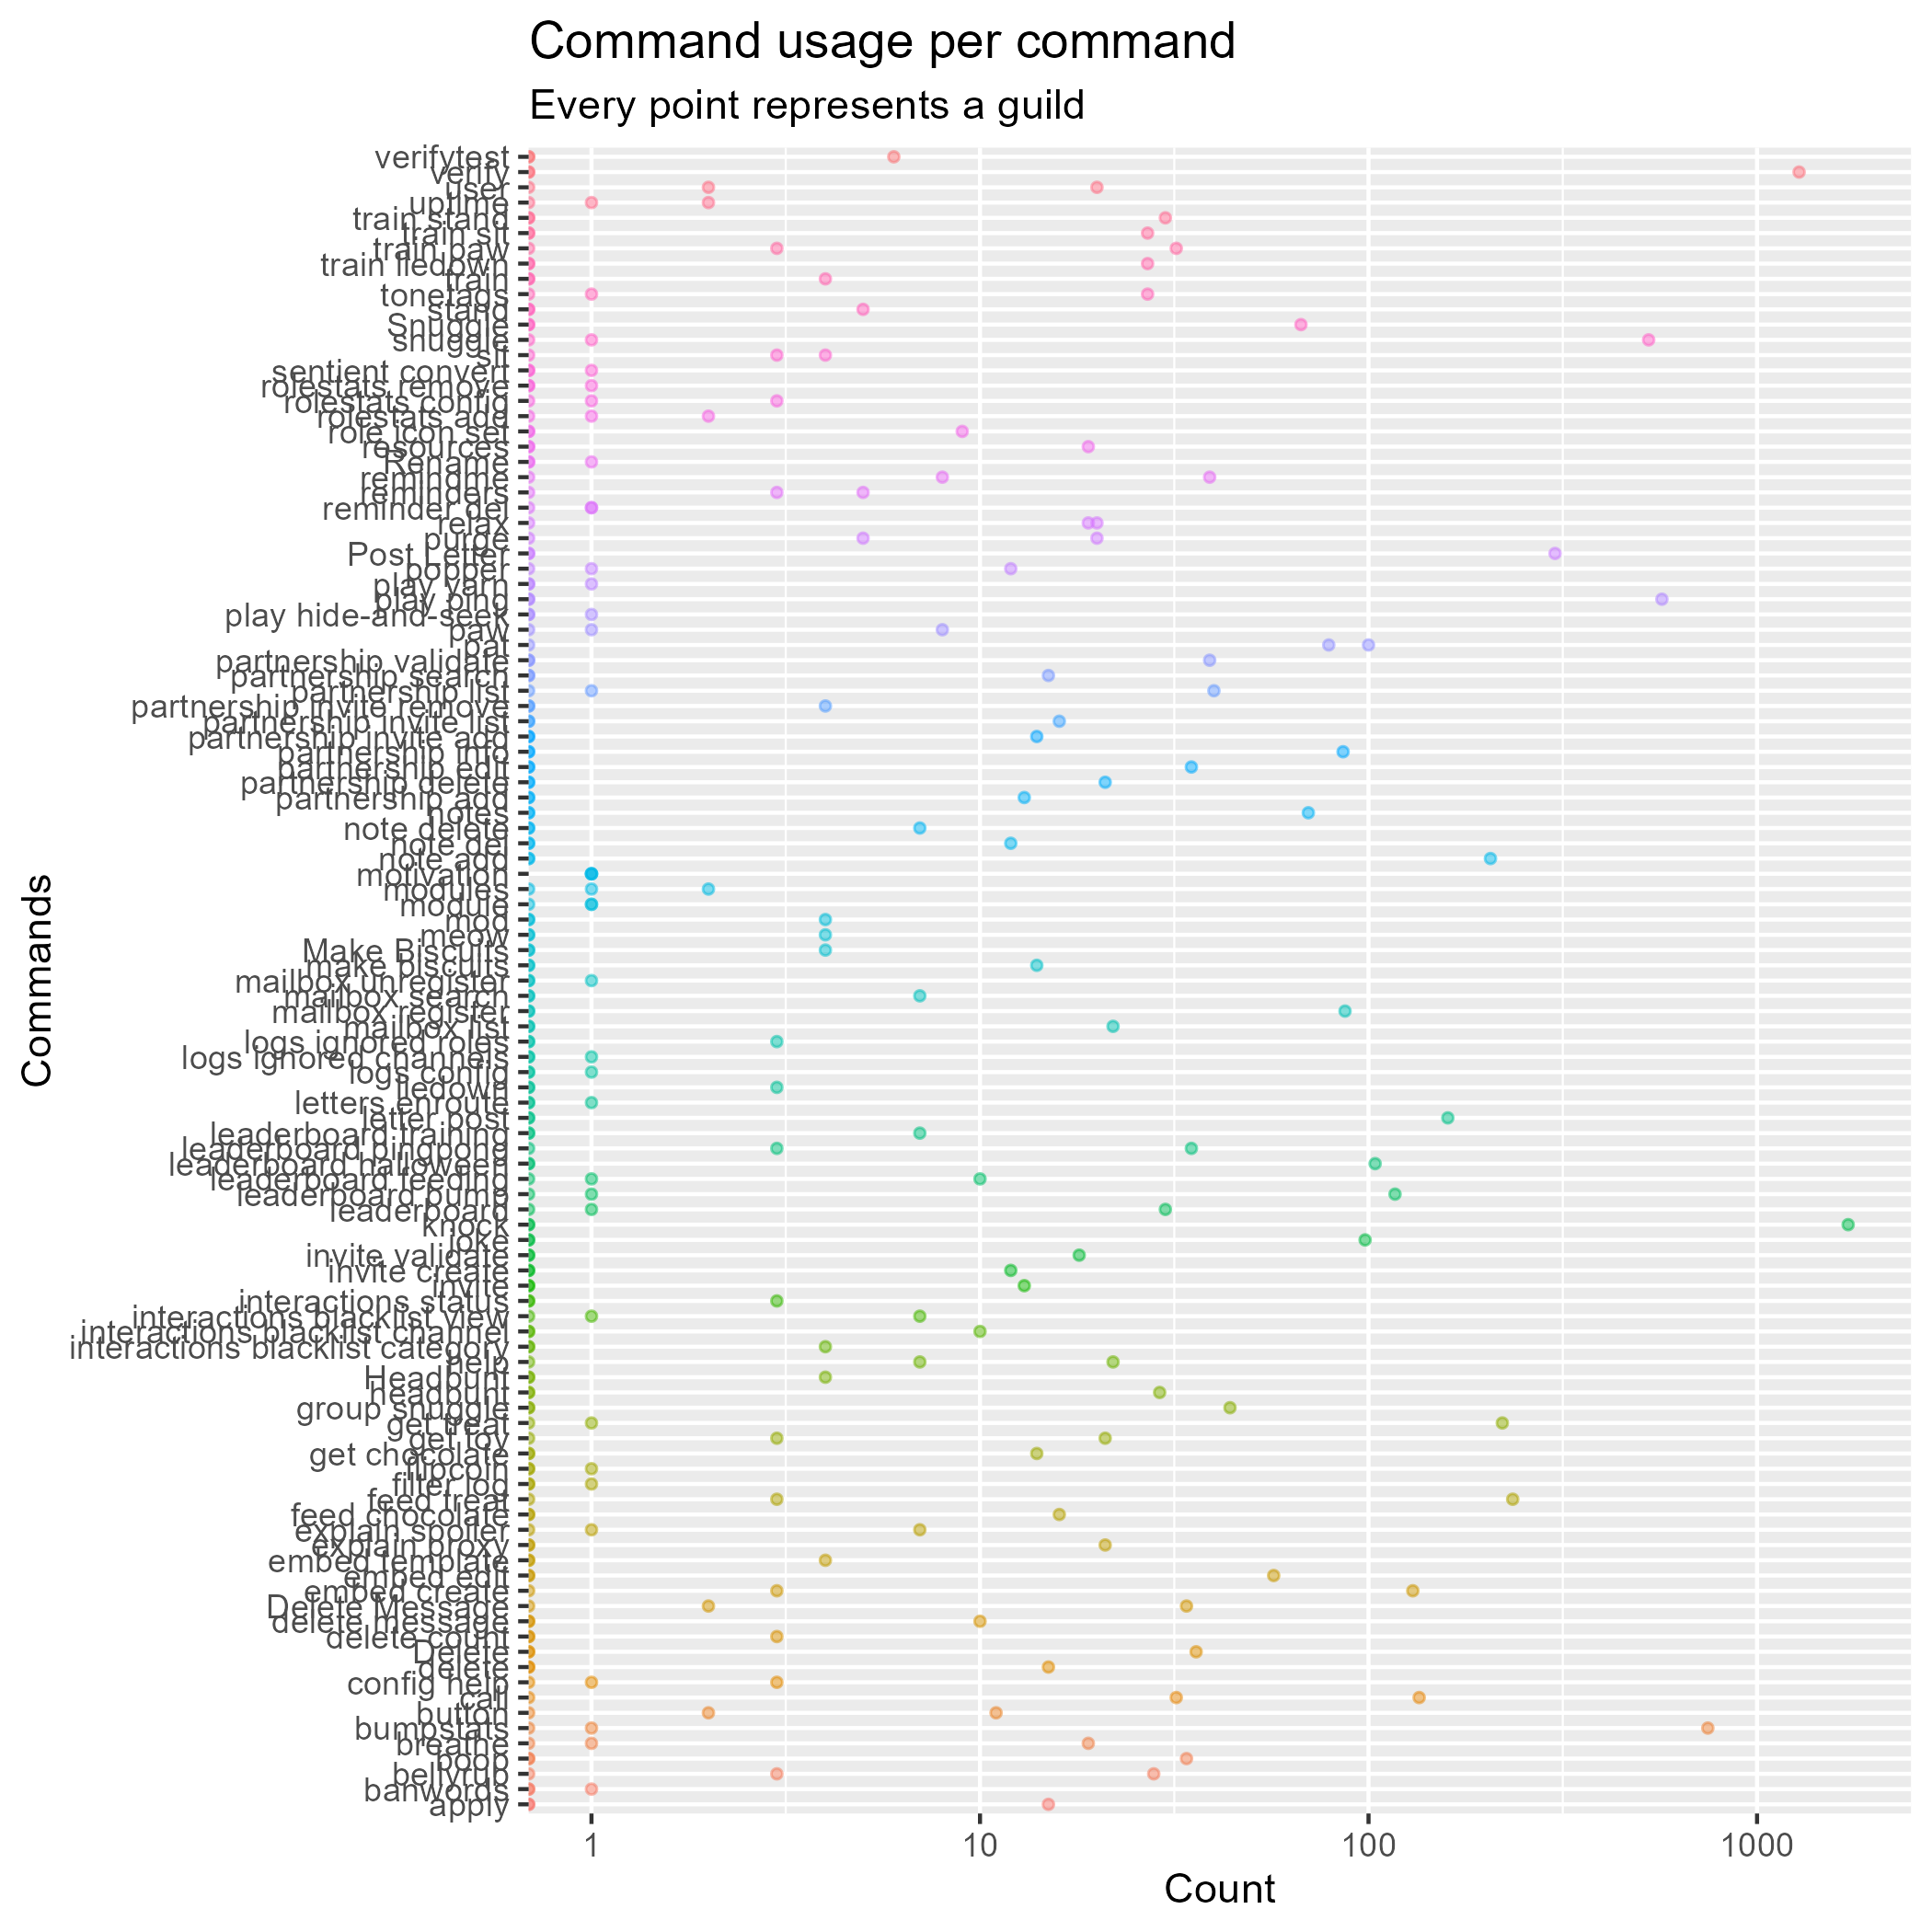 Command usage per command
Every point represents a guild
verifytest
verify
user
uptime
train stand
train sit
train paw
train liedown
train
tonetags
stand
Snuggle
snuggle
sit
sentient convert
rolestats remove
rolestats config
rolestats add
role icon set
resources
Rename
remindme
reminders
reminder del
relax
purge
Post Letter
popper
play yarn
play ping
play hide-and-seek
paw
pat
partnership validate
partnership search
partnership list
partnership invite remove
partnership invite list
partnership invite add
partnership info
partnership edit
partnership delete
partnership add
notes
note delete
note del
note add
motivation
modules
module
mod
meow
Make Biscuits
make biscuits
mailbox unregister
mailbox search
mailbox register
mailbox list
logs ignored roles
logs ignored channels
logs config
liedown
letters enroute
letter post
leaderboard training
leaderboard pingpong
leaderboard halloween
leaderboard feeding
leaderboard bump
leaderboard
knock
joke
invite validate
invite create
invite
interactions status
interactions blacklist view
interactions blacklist channel
interactions blacklist category
help
Headbunt
headbunt
group snuggle
get treat
get toy
get chocolate
flipcoin
filter log
feed treat
feed chocolate
explain spoiler
explain proxy
embed template
embed edit
embed create
Delete Message
delete message
delete count
Delete
delete
config help
call
button
bumpstats
breathe
boop
bellyrub
banwords
apply
Commands
1 10 100 1000
Count